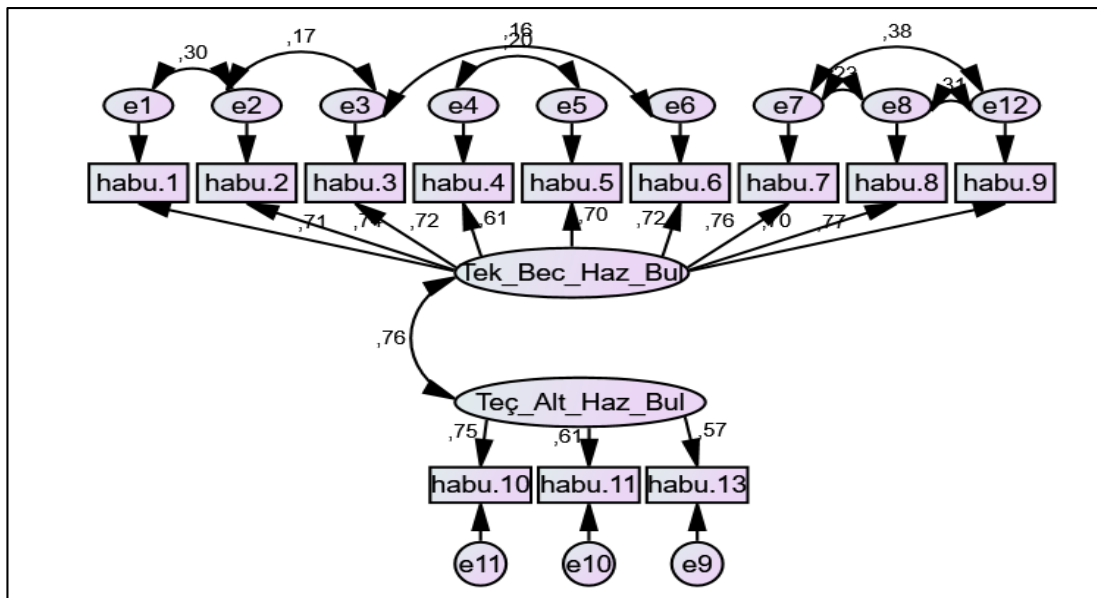 ,16
,30 ,17 ,20 ,38
,31
e1 e2 e3 e4 e5 e6 e7 e8 e12
habu.1 habu.2 habu.3 habu.4 habu.5 habu.6 habu.7 habu.8 habu.9
,71 ,72 ,61 ,70 ,72 ,76 ,70 ,77
Tek_Bec_Haz_Bul
,76
Teç_Alt_Haz_Bul
,75 ,61 ,57
habu.10 habu.11 habu.13
e11 e10 e9